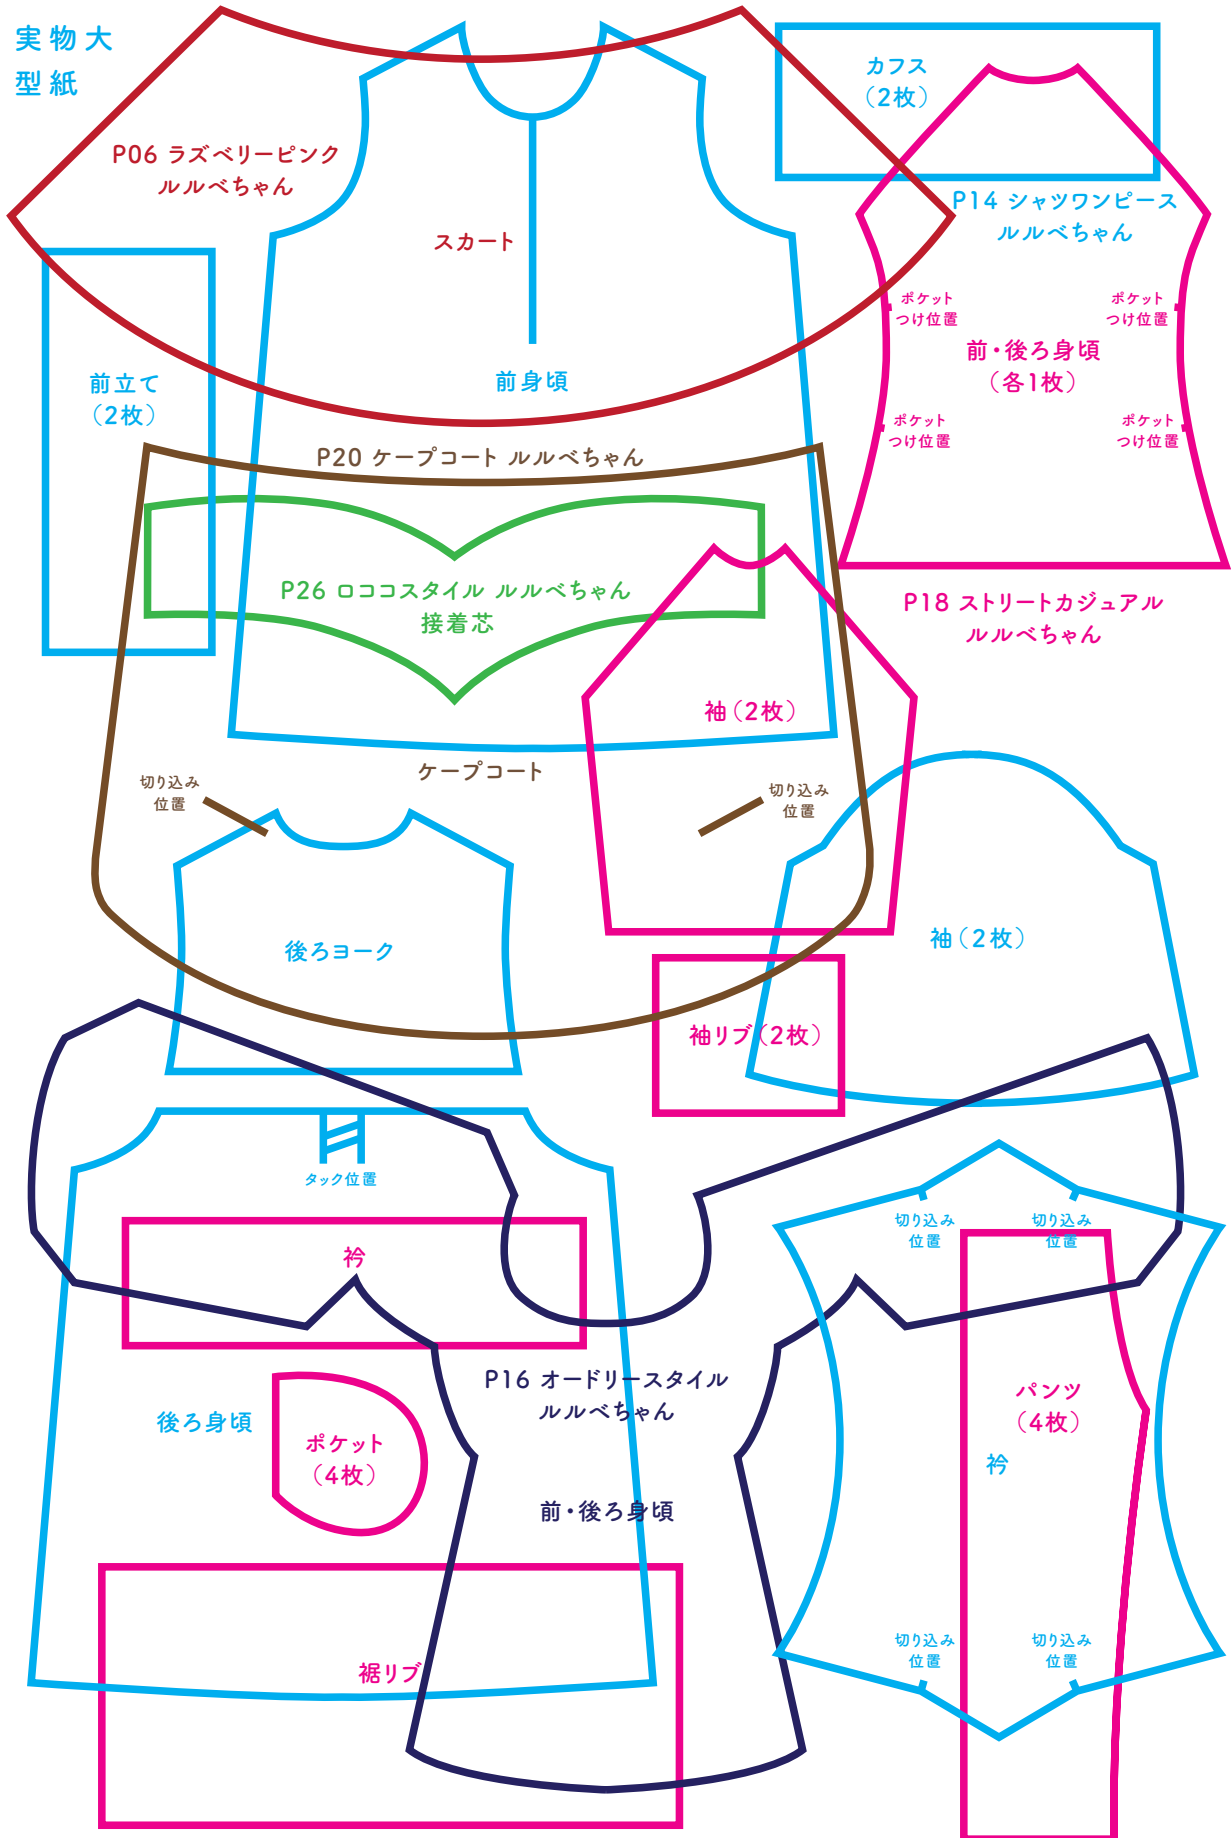 実物大
型紙
カフス
（2枚）
P06 ラズベリーピンク
ルルベちゃん
P14 シャツワンピース
ルルベちゃん
スカート
ポケット
つけ位置
ポケット
つけ位置
前・後ろ身頃
（各1枚）
前立て
（2枚）
前身頃
ポケット
つけ位置
ポケット
つけ位置
P20 ケープコート ルルベちゃん
P26 ロココスタイル ルルベちゃん
接着芯
P18 ストリートカジュアル
ルルベちゃん
袖（2枚）
ケープコート
切り込み
位置
切り込み
位置
後ろヨーク
袖（2枚）
袖リブ（2枚）
タック位置
切り込み
位置
切り込み
位置
衿
P16 オードリースタイル
ルルベちゃん
パンツ
（4枚）
後ろ身頃
ポケット
（4枚）
衿
前・後ろ身頃
切り込み
位置
切り込み
位置
裾リブ